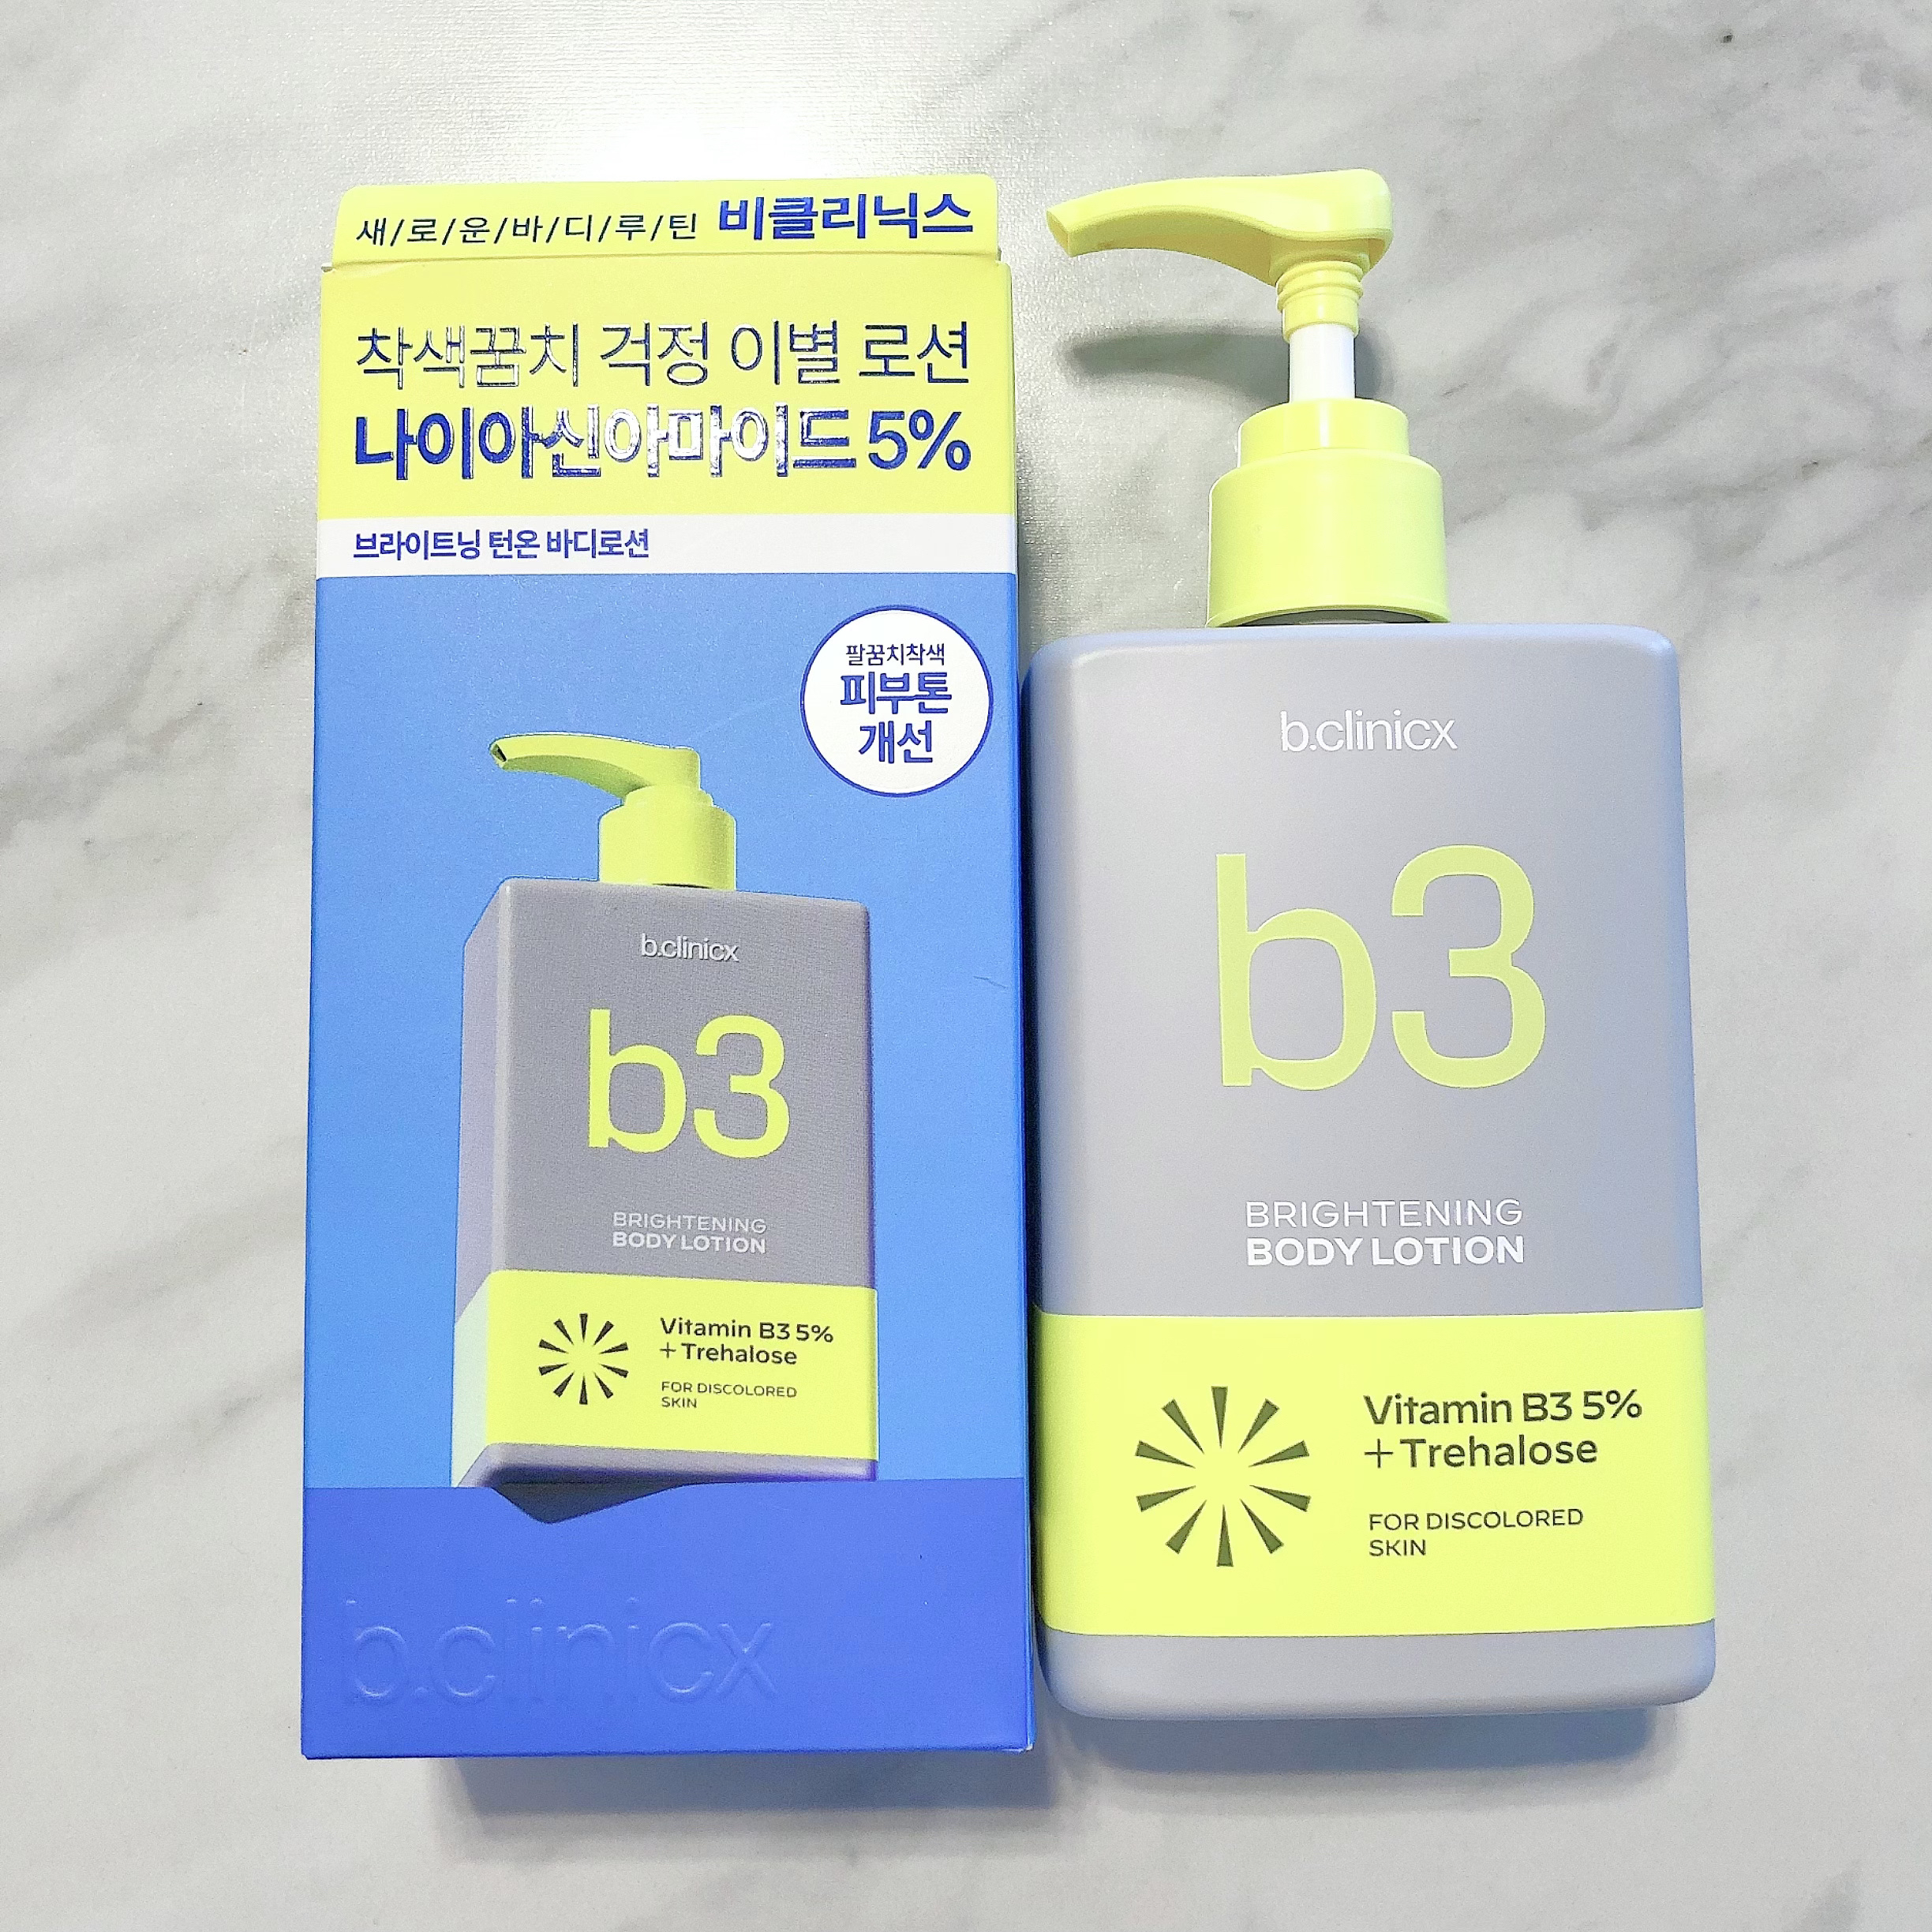 새/로/운/바/디/루/틴 비클리닉스
착색꿈치 걱정 이별 로션
나이아신아마이드 5%
브라이트닝 턴온 바디로션
팔꿈치착색
피부톤
개선
b.clinicx
b3
BRIGHTENING
BODY LOTION
Vitamin B3 5%
+ Trehalose
FOR DISCOLORED
SKIN
b.clinicx
b.clinicx
b3
BRIGHTENING
BODY LOTION
Vitamin B3 5%
+ Trehalose
FOR DISCOLORED
SKIN